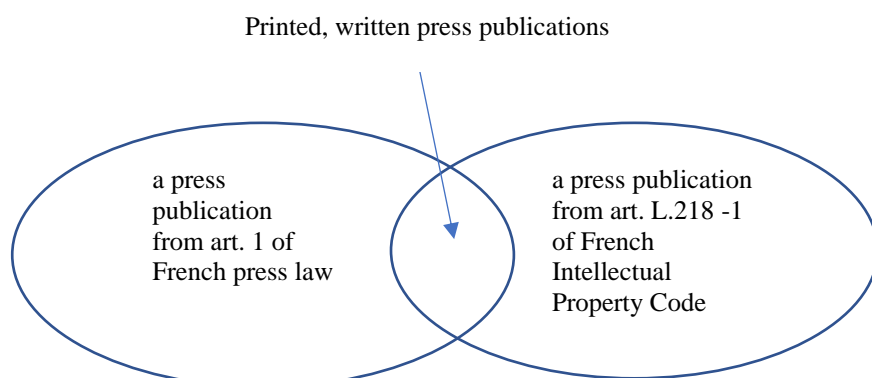 Printed, written press publications
a press
publication
from art. 1 of
French press law
a press publication
from art. L.218 -1
of French
Intellectual
Property Code